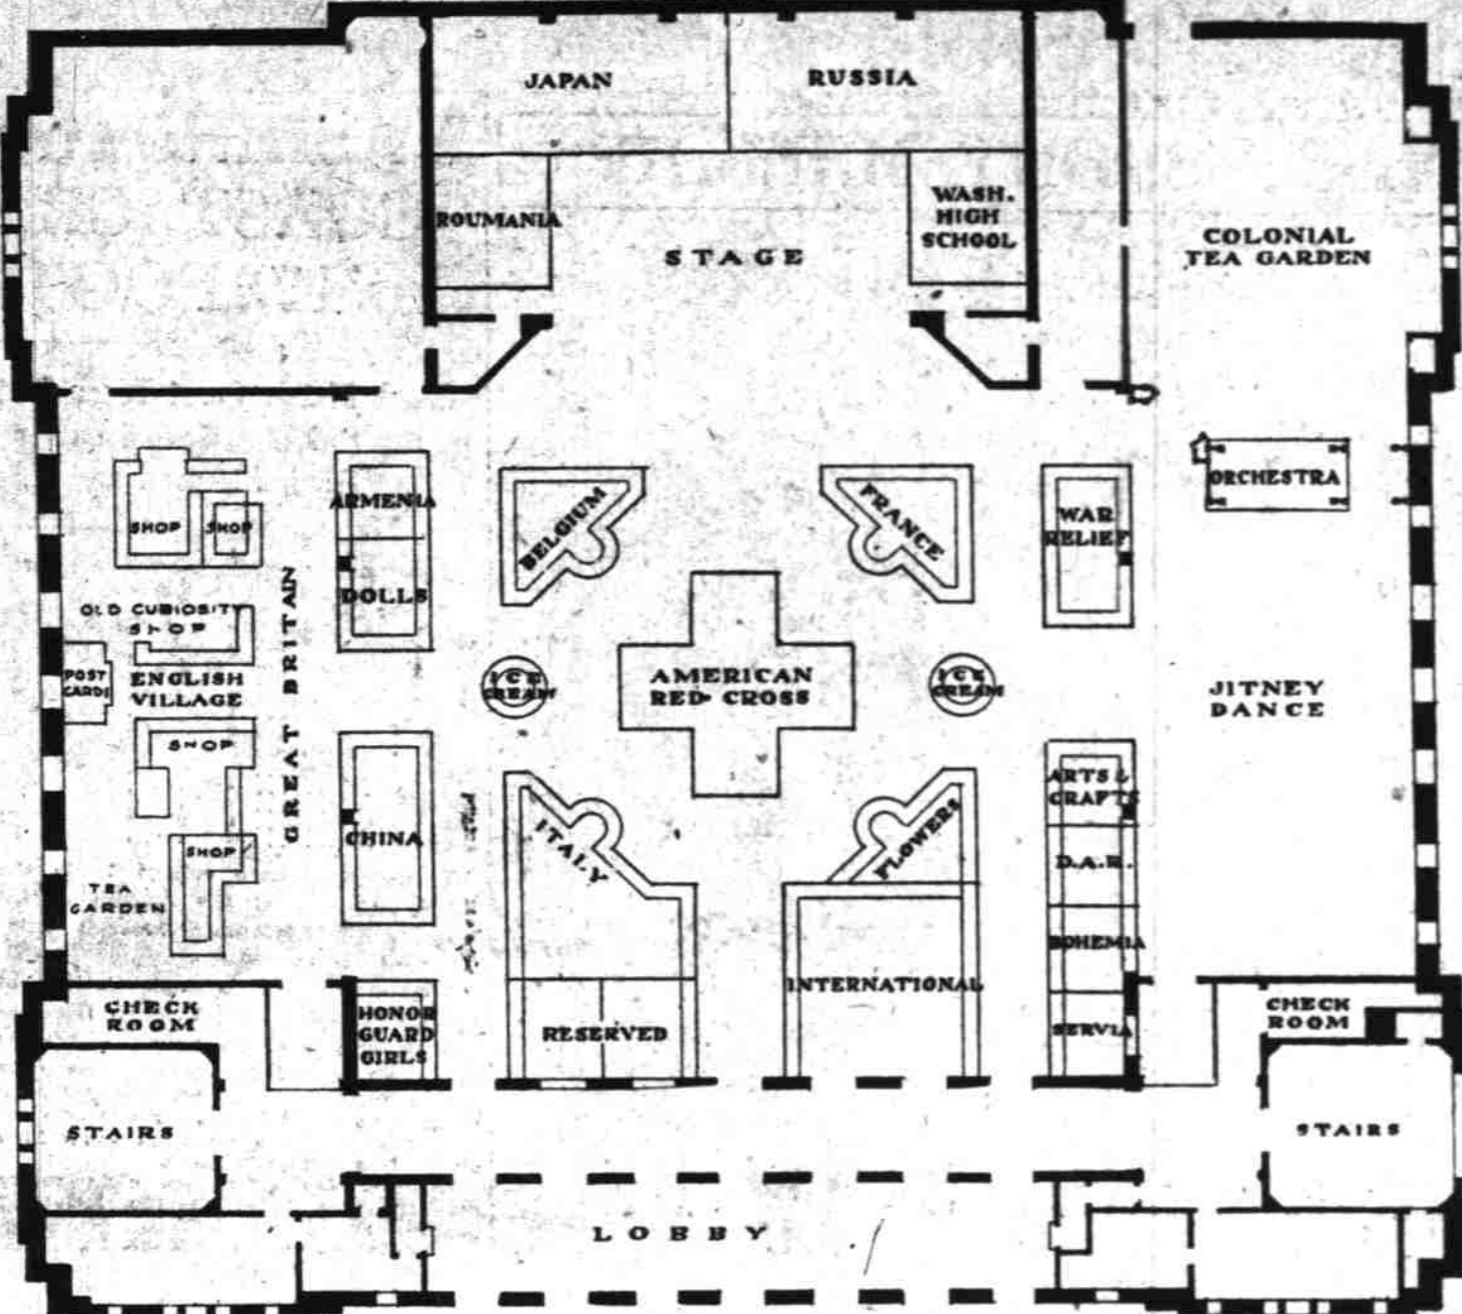 JAPAN
RUSSIA
ROUMANIA
STAGE
WASH.
HIGH
SCHOOL
COLONIAL
TEA GARDEN
ORCHESTRA
ARMENIA
DOLLS
BELGIUM
FRANCE
WAR
RELIEF
SHOP
SHOP
OLD CUBIOSITY
SHOP
POST
CARDS
ENGLISH
VILLAGE
GREAT BRITAIN
ICE
CREAM
AMERICAN
RED CROSS
ICE
CREAM
JITNEY
DANCE
SHOP
SHOP
TEA
GARDEN
CHINA
ITALY
FLOWERS
ARTS &
CRAFTS
D.A.R.
BOHEMIA
SERVIA
INTERNATIONAL
RESERVED
HONOR
GUARD
GIRLS
CHECK
ROOM
CHECK
ROOM
STAIRS
STAIRS
LOBBY